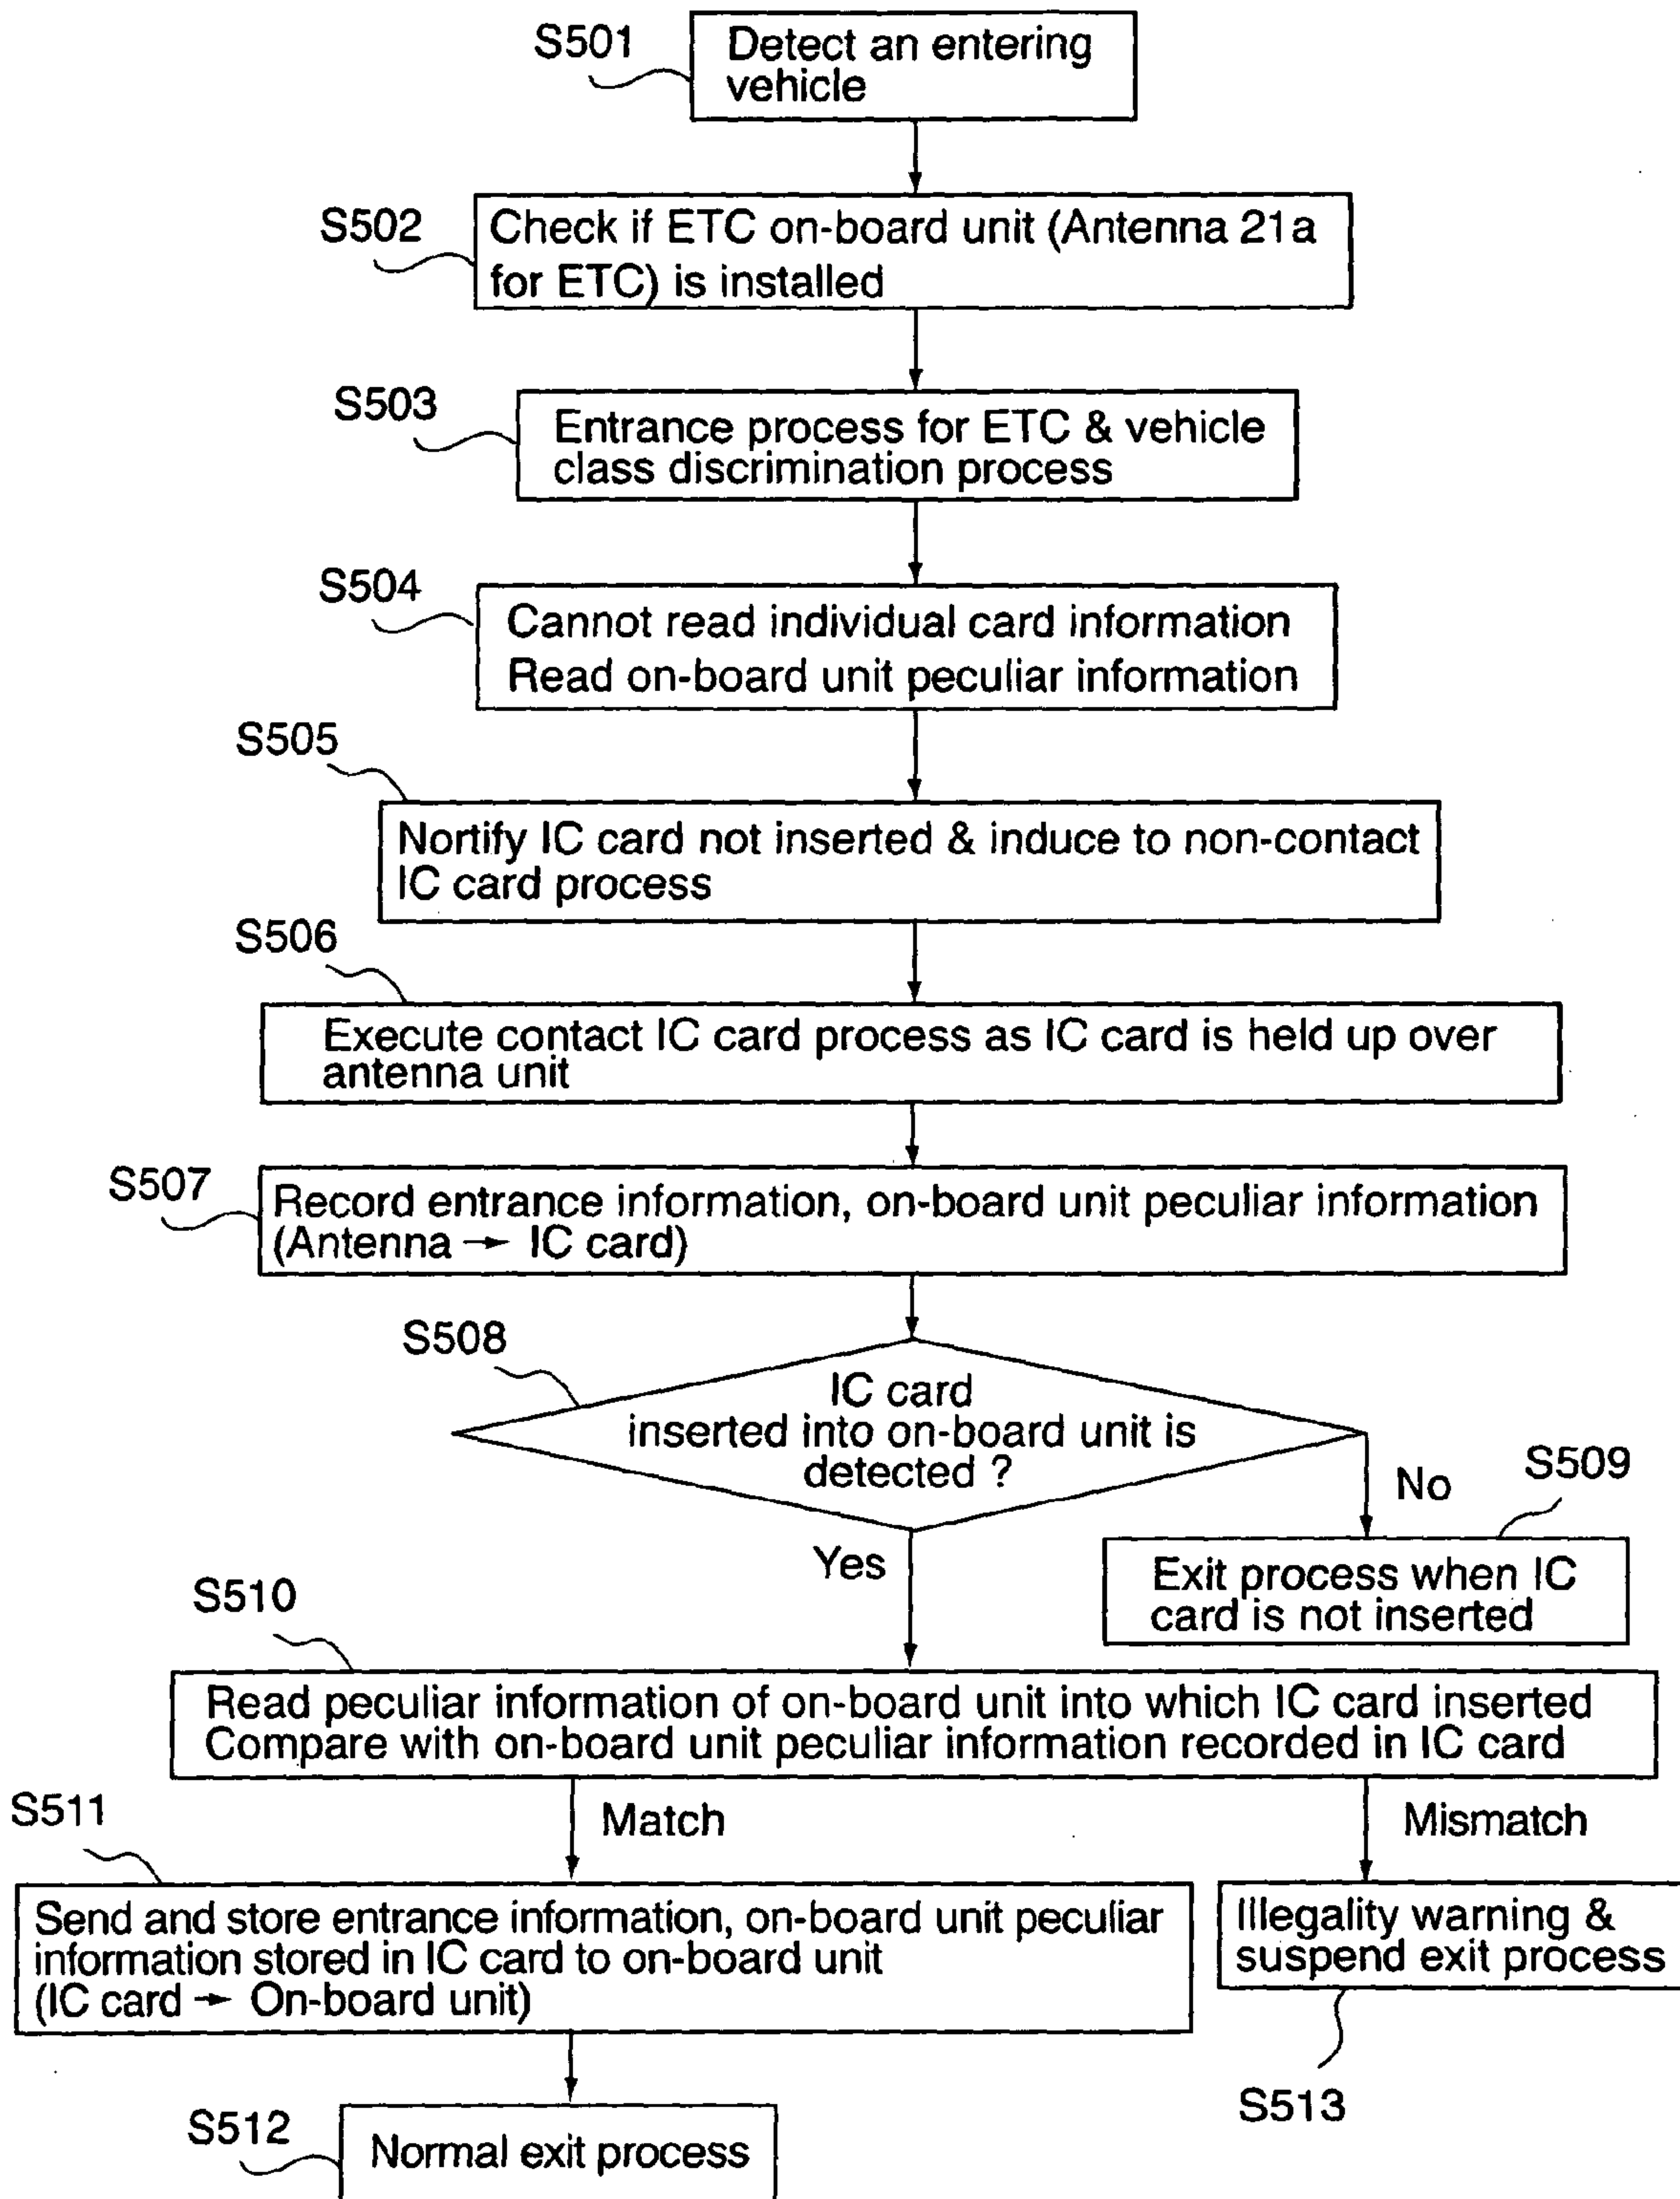 S501
Detect an entering
vehicle
S502
Check if ETC on-board unit (Antenna 21a
for ETC) is installed
S503
Entrance process for ETC & vehicle
class discrimination process
S504
Cannot read individual card information
Read on-board unit peculiar information
S505
Nortify IC card not inserted & induce to non-contact
IC card process
S506
Execute contact IC card process as IC card is held up over
antenna unit
S507
Record entrance information, on-board unit peculiar information
(Antenna → IC card)
S508
IC card
inserted into on-board unit is
detected ?
No
S509
Exit process when IC
card is not inserted
Yes
S510
Read peculiar information of on-board unit into which IC card inserted
Compare with on-board unit peculiar information recorded in IC card
S511
Match
Mismatch
Send and store entrance information, on-board unit peculiar
information stored in IC card to on-board unit
(IC card → On-board unit)
Illegality warning &
suspend exit process
S513
S512
Normal exit process